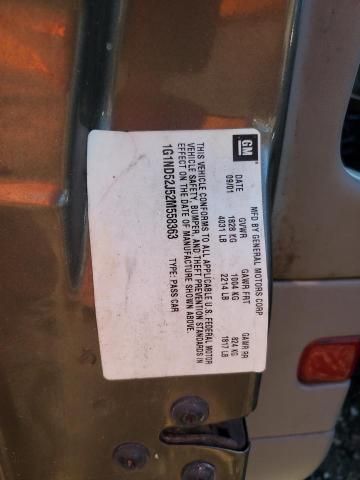 GM
MFD BY GENERAL MOTORS CORP
DATE GVWR GAWR FRT GAWR RR
09/01 1828 KG 1004 KG 824 KG
4031 LB 2214 LB 1817 LB
THIS VEHICLE CONFORMS TO ALL APPLICABLE U.S. FEDERAL MOTOR
VEHICLE SAFETY, BUMPER, AND THEFT PREVENTION STANDARDS IN
EFFECT ON THE DATE OF MANUFACTURE SHOWN ABOVE.
1G1ND52J52M558363 TYPE: PASS CAR